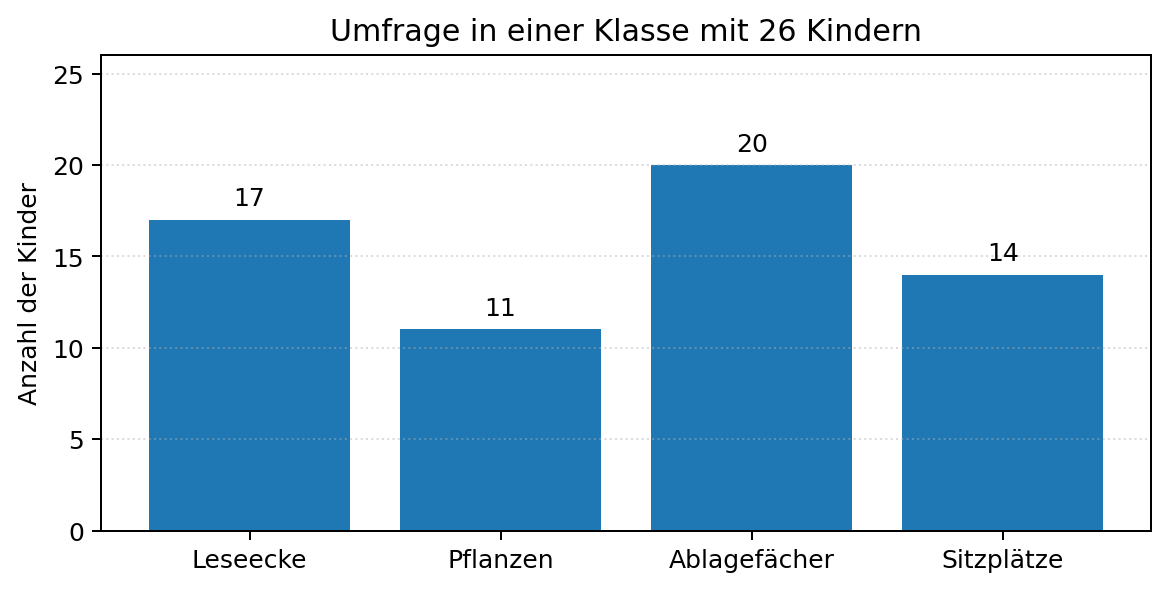 Umfrage in einer Klasse mit 26 Kindern
Anzahl der Kinder
25
20
15
10
5
0
17
11
20
14
Leseecke
Pflanzen
Ablagefächer
Sitzplätze